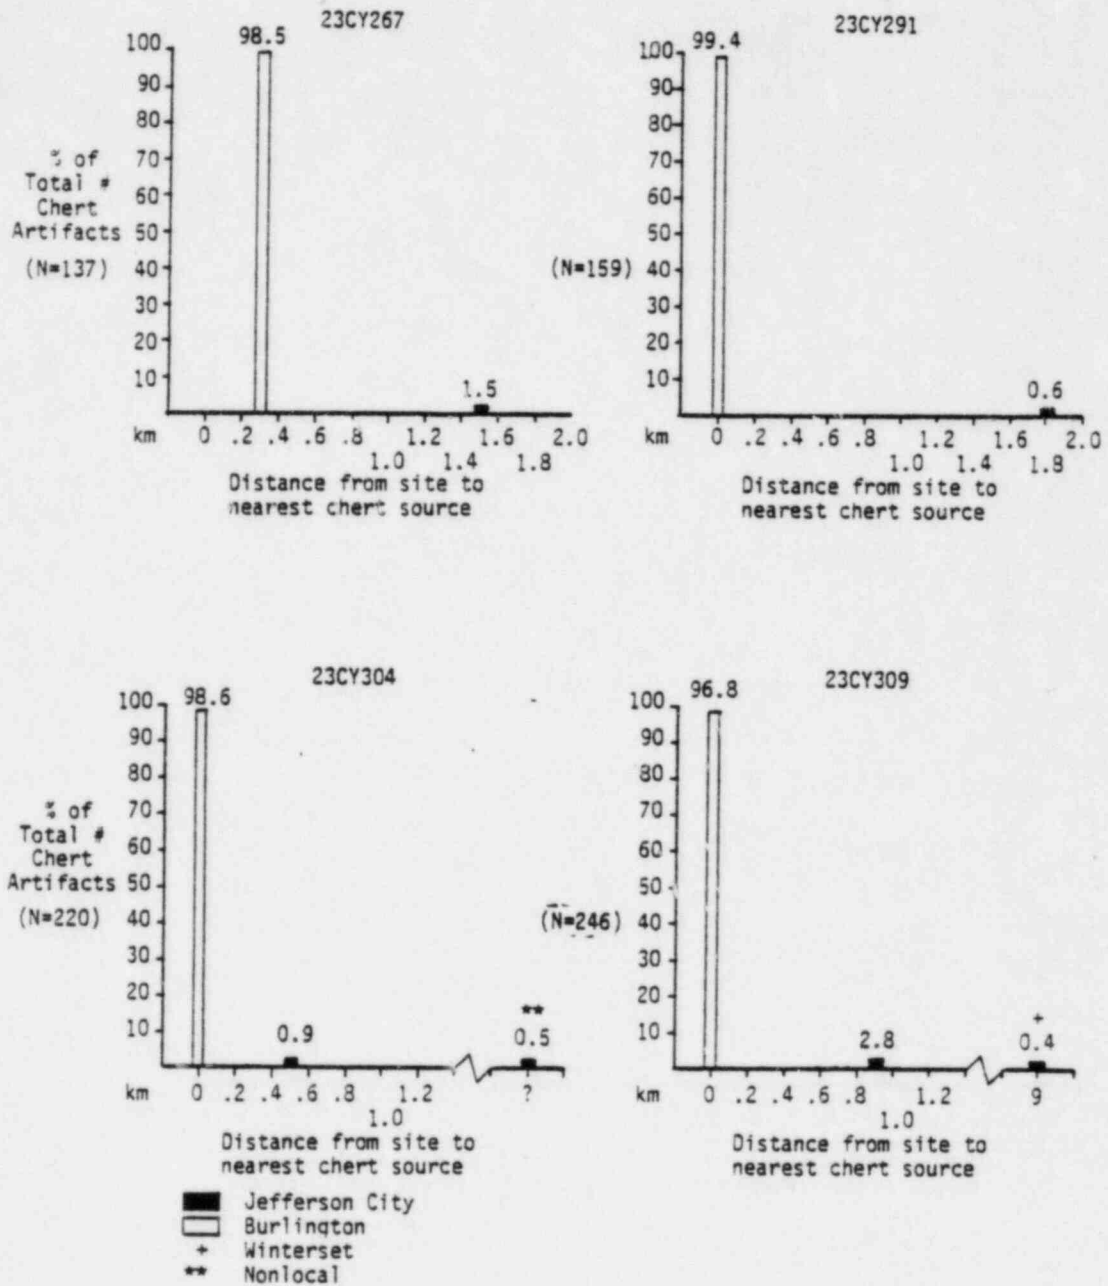 23CY267
98.5
100
90
80
70
60
50
40
30
20
10
% of
Total #
Chert
Artifacts
(N=137)
1.5
km 0 .2 .4 .6 .8 1.2 1.6 2.0
1.0 1.4 1.8
Distance from site to
nearest chert source
23CY291
99.4
100
90
80
70
60
50
40
30
20
10
(N=159)
0.6
km 0 .2 .4 .6 .8 1.2 1.6 2.0
1.0 1.4 1.8
Distance from site to
nearest chert source
23CY304
98.6
100
90
80
70
60
50
40
30
20
10
% of
Total #
Chert
Artifacts
(N=220)
0.9
**
0.5
km 0 .2 .4 .6 .8 1.2 ?
1.0
Distance from site to
nearest chert source
23CY309
96.8
100
90
80
70
60
50
40
30
20
10
(N=246)
2.8
+
0.4
km 0 .2 .4 .6 .8 1.2 9
1.0
Distance from site to
nearest chert source
Jefferson City
Burlington
+ Winterset
** Nonlocal